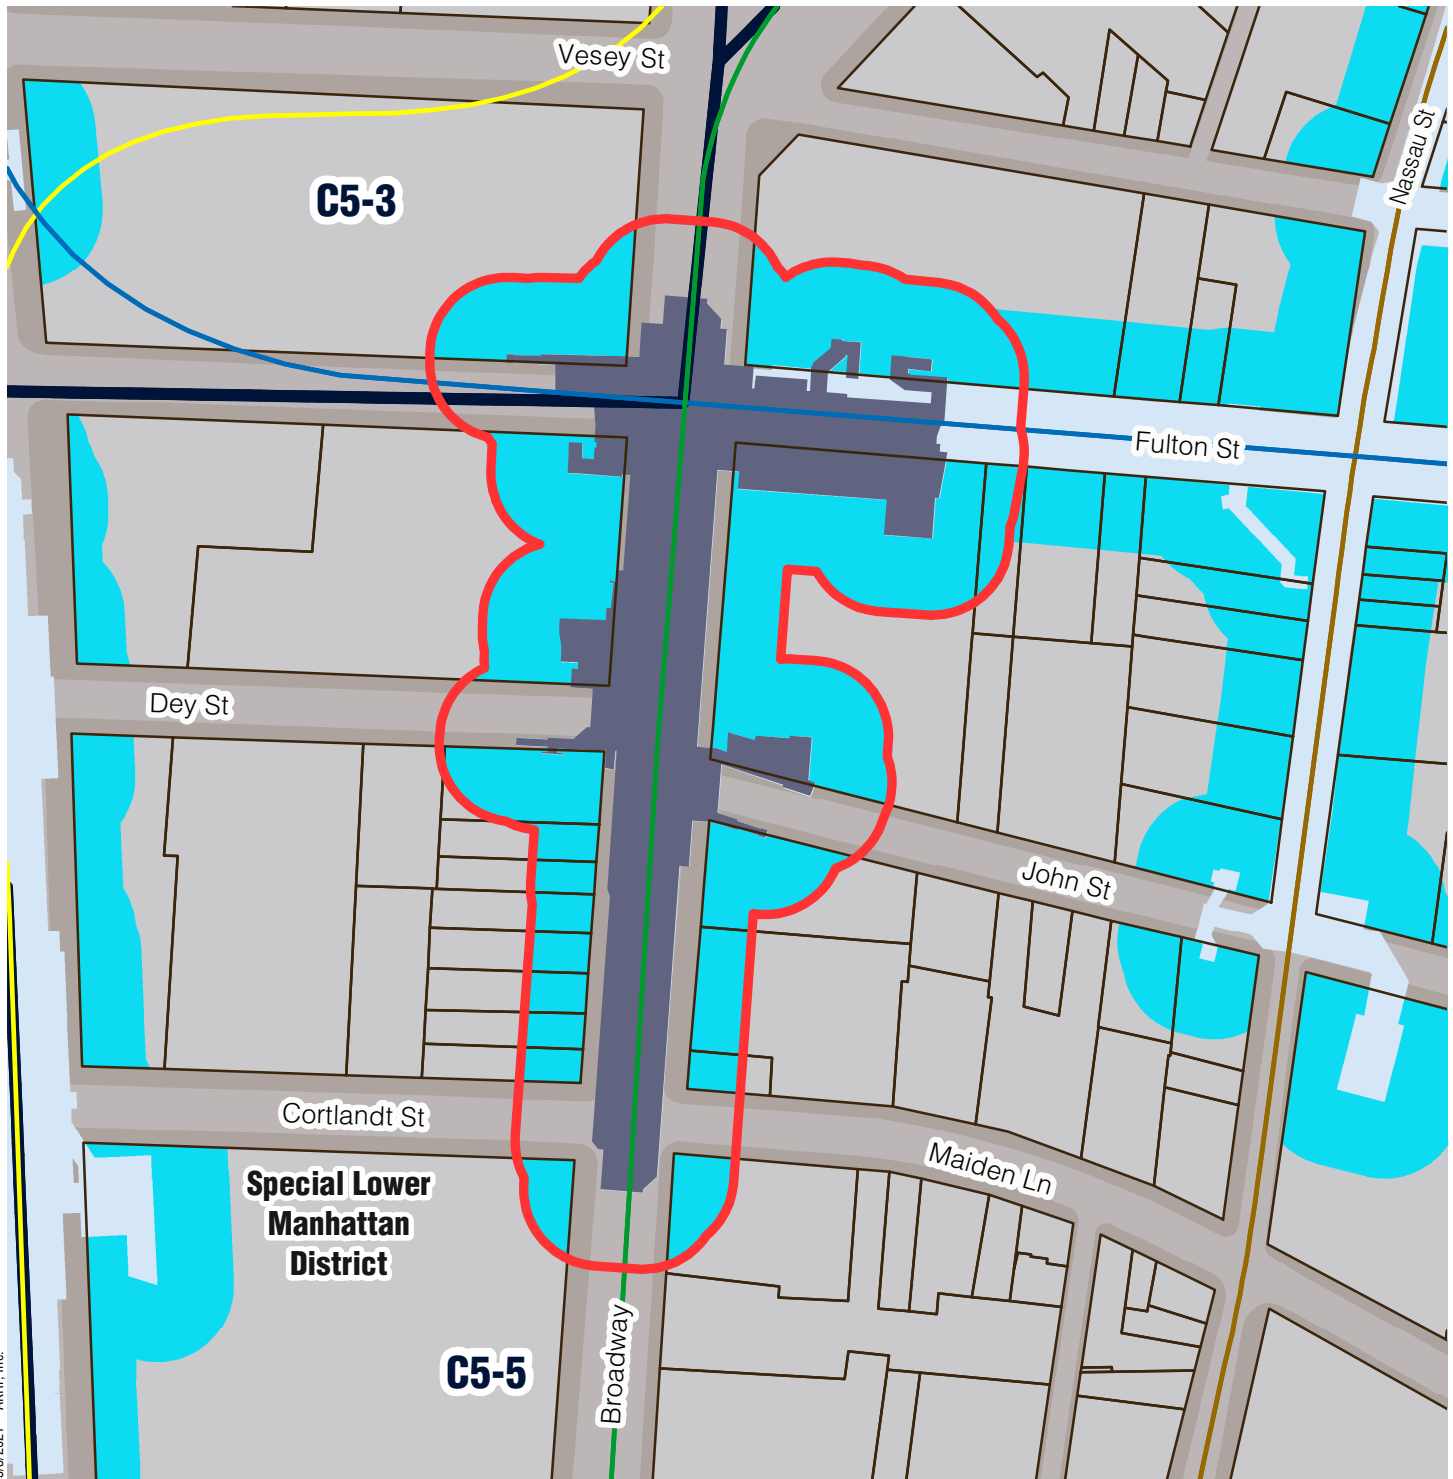 Vesey St
Nassau St
C5-3
Fulton St
Dey St
John St
Cortlandt St
Maiden Ln
Special Lower
Manhattan
District
Broadway
C5-5